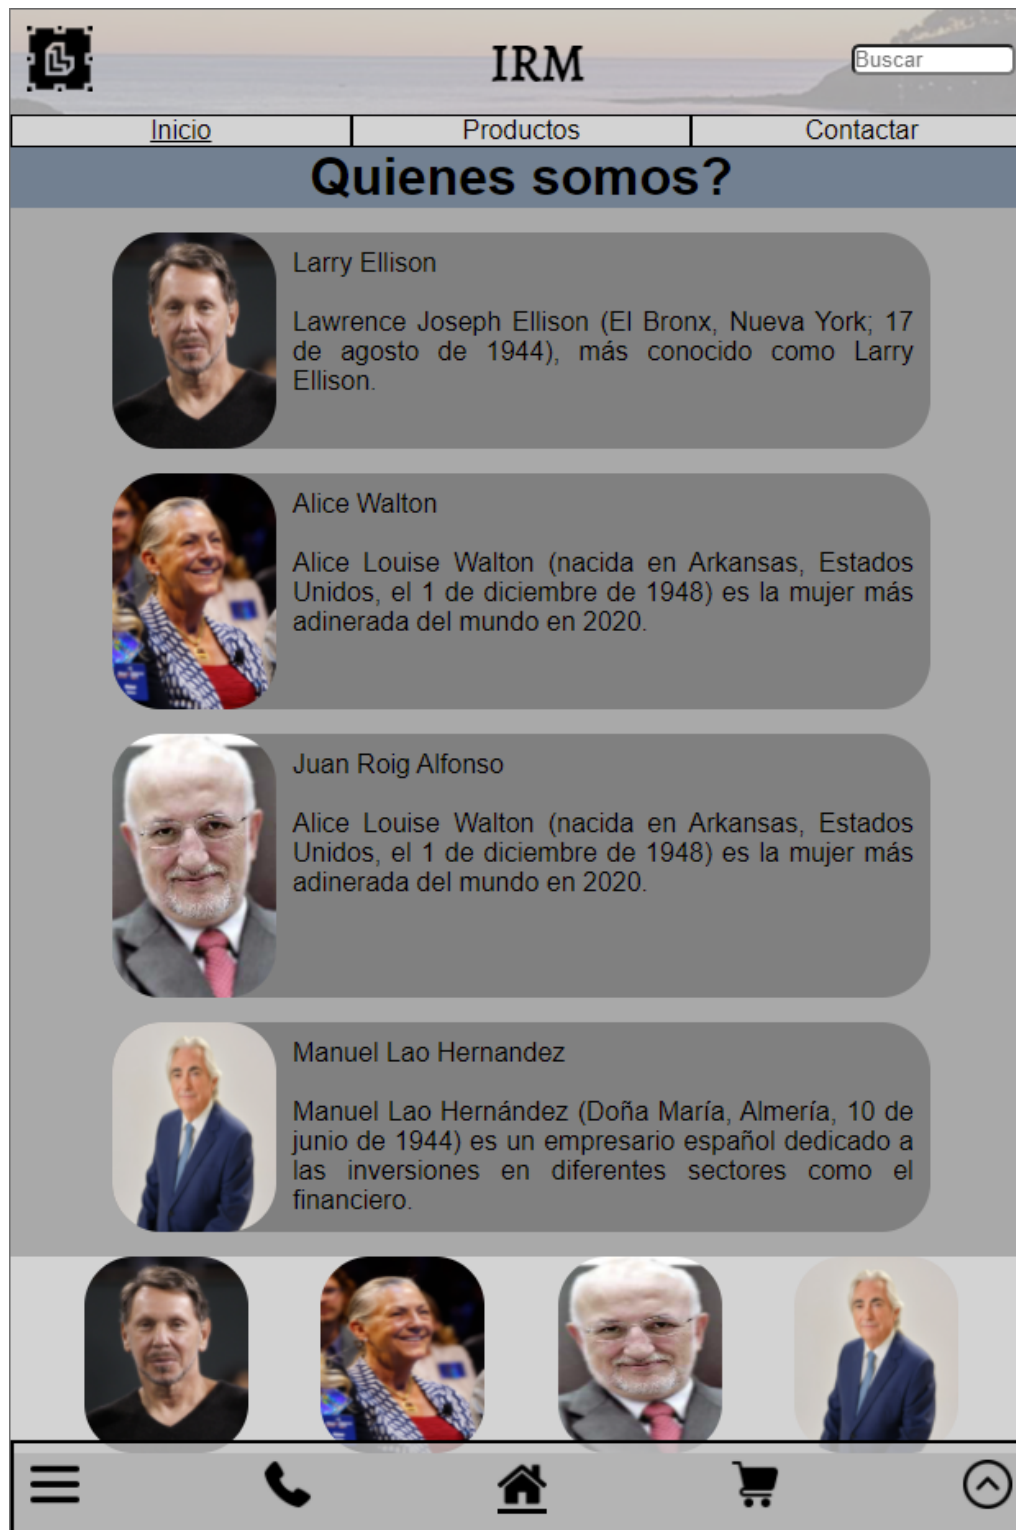 IRM
Buscar
Inicio
Productos
Contactar
Quienes somos?
Larry Ellison
Lawrence Joseph Ellison (El Bronx, Nueva York; 17
de agosto de 1944), más conocido como Larry
Ellison.
Alice Walton
Alice Louise Walton (nacida en Arkansas, Estados
Unidos, el 1 de diciembre de 1948) es la mujer más
adinerada del mundo en 2020.
Juan Roig Alfonso
Alice Louise Walton (nacida en Arkansas, Estados
Unidos, el 1 de diciembre de 1948) es la mujer más
adinerada del mundo en 2020.
Manuel Lao Hernandez
Manuel Lao Hernández (Doña María, Almería, 10 de
junio de 1944) es un empresario español dedicado a
las inversiones en diferentes sectores como el
financiero.